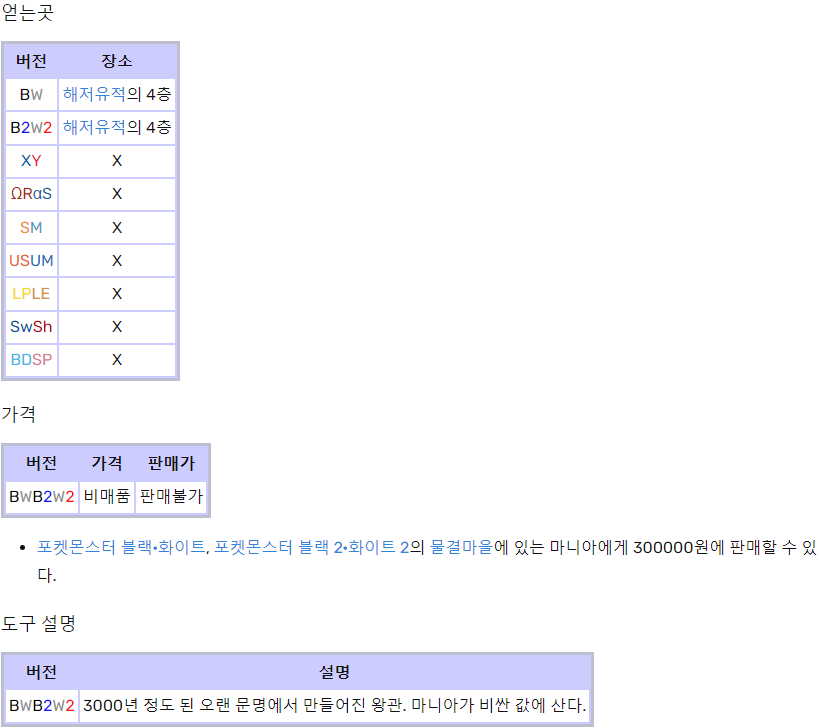 얻는곳
버전 장소
BW 해저유적의 4층
B2W2 해저유적의 4층
XY X
ΩRαS X
SM X
USUM X
LPLE X
SwSh X
BDSP X
가격
버전 가격 판매가
BWB2W2 비매품 판매불가
• 포켓몬스터 블랙·화이트, 포켓몬스터 블랙 2·화이트 2의 물결마을에 있는 마니아에게 300000원에 판매할 수 있
다.
도구 설명
버전 설명
BWB2W2 3000년 정도 된 오랜 문명에서 만들어진 왕관. 마니아가 비싼 값에 산다.